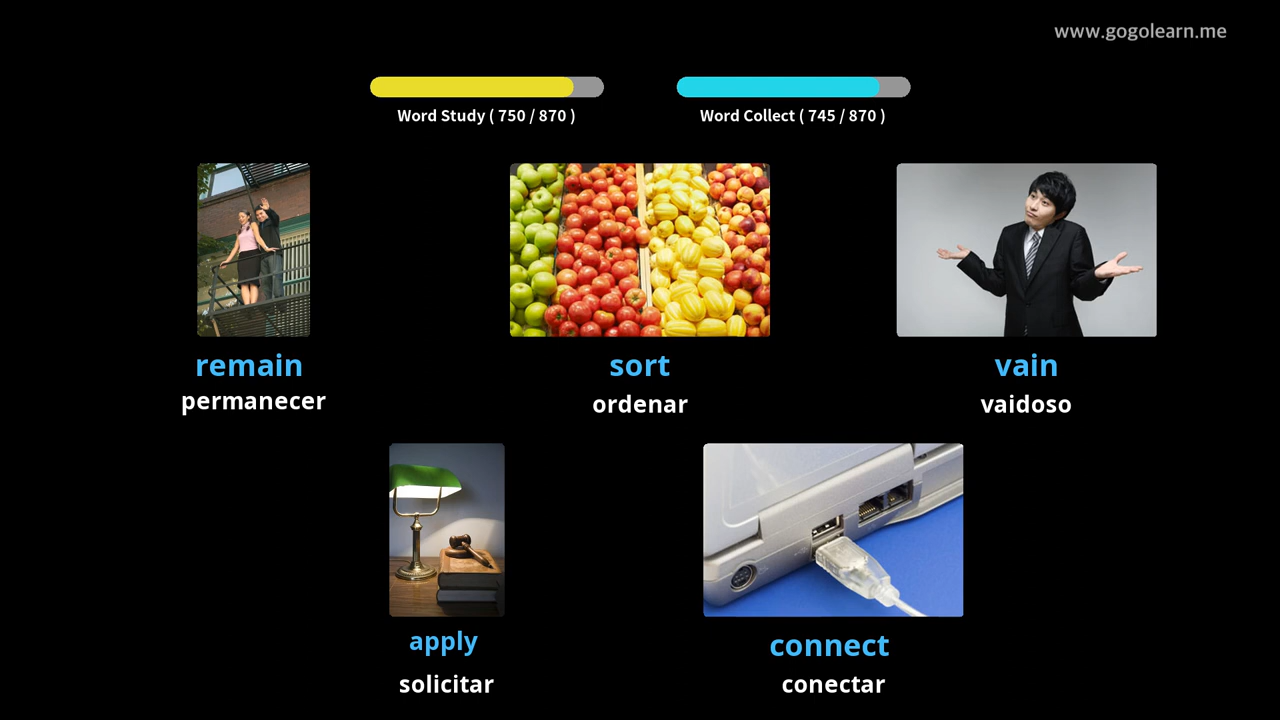 www.gogolearn.me
Word Study ( 750 / 870 )
Word Collect ( 745 / 870 )
remain
permanecer
sort
ordenar
vain
vaidoso
apply
solicitar
connect
conectar